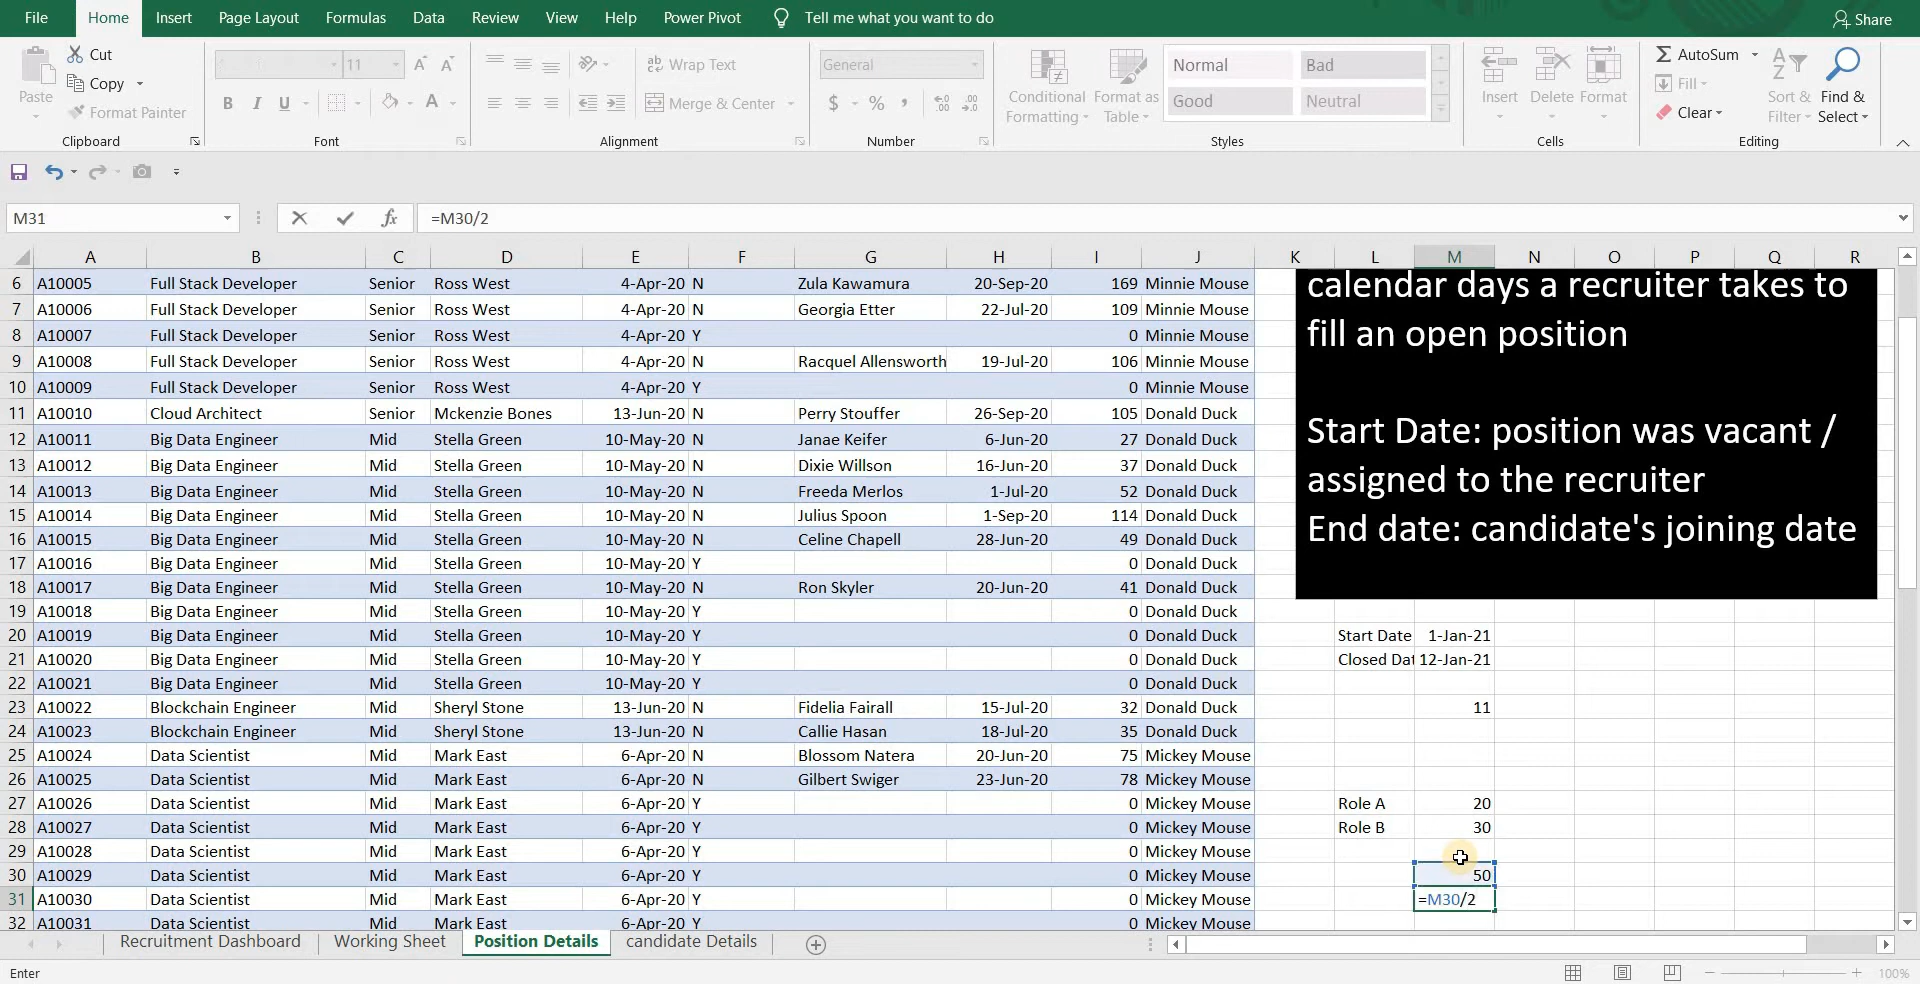 File Home Insert Page Layout Formulas Data Review View Help Power Pivot Tell me what you want to do Share
Cut
Copy
Format Painter
Paste
Clipboard
11 A A
B I U A
Font
Wrap Text
Merge & Center
Alignment
General
$ % ,
Number
Conditional Formatting
Format as Table
Normal Bad
Good Neutral
Styles
Insert Delete Format
Cells
AutoSum
Fill
Clear
Sort & Filter
Find & Select
Editing
M31 fx =M30/2
A B C D E F G H I J K L M N O P Q R
6 A10005 Full Stack Developer Senior Ross West 4-Apr-20 N Zula Kawamura 20-Sep-20 169 Minnie Mouse
7 A10006 Full Stack Developer Senior Ross West 4-Apr-20 N Georgia Etter 22-Jul-20 109 Minnie Mouse
8 A10007 Full Stack Developer Senior Ross West 4-Apr-20 Y 0 Minnie Mouse
9 A10008 Full Stack Developer Senior Ross West 4-Apr-20 N Racquel Allensworth 19-Jul-20 106 Minnie Mouse
10 A10009 Full Stack Developer Senior Ross West 4-Apr-20 Y 0 Minnie Mouse
11 A10010 Cloud Architect Senior Mckenzie Bones 13-Jun-20 N Perry Stouffer 26-Sep-20 105 Donald Duck
12 A10011 Big Data Engineer Mid Stella Green 10-May-20 N Janae Keifer 6-Jun-20 27 Donald Duck
13 A10012 Big Data Engineer Mid Stella Green 10-May-20 N Dixie Willson 16-Jun-20 37 Donald Duck
14 A10013 Big Data Engineer Mid Stella Green 10-May-20 N Freeda Merlos 1-Jul-20 52 Donald Duck
15 A10014 Big Data Engineer Mid Stella Green 10-May-20 N Julius Spoon 1-Sep-20 114 Donald Duck
16 A10015 Big Data Engineer Mid Stella Green 10-May-20 N Celine Chapell 28-Jun-20 49 Donald Duck
17 A10016 Big Data Engineer Mid Stella Green 10-May-20 Y 0 Donald Duck
18 A10017 Big Data Engineer Mid Stella Green 10-May-20 N Ron Skyler 20-Jun-20 41 Donald Duck
19 A10018 Big Data Engineer Mid Stella Green 10-May-20 Y 0 Donald Duck
20 A10019 Big Data Engineer Mid Stella Green 10-May-20 Y 0 Donald Duck
21 A10020 Big Data Engineer Mid Stella Green 10-May-20 Y 0 Donald Duck
22 A10021 Big Data Engineer Mid Stella Green 10-May-20 Y 0 Donald Duck
23 A10022 Blockchain Engineer Mid Sheryl Stone 13-Jun-20 N Fidelia Fairall 15-Jul-20 32 Donald Duck
24 A10023 Blockchain Engineer Mid Sheryl Stone 13-Jun-20 N Callie Hasan 18-Jul-20 35 Donald Duck
25 A10024 Data Scientist Mid Mark East 6-Apr-20 N Blossom Natera 20-Jun-20 75 Mickey Mouse
26 A10025 Data Scientist Mid Mark East 6-Apr-20 N Gilbert Swiger 23-Jun-20 78 Mickey Mouse
27 A10026 Data Scientist Mid Mark East 6-Apr-20 Y 0 Mickey Mouse
28 A10027 Data Scientist Mid Mark East 6-Apr-20 Y 0 Mickey Mouse
29 A10028 Data Scientist Mid Mark East 6-Apr-20 Y 0 Mickey Mouse
30 A10029 Data Scientist Mid Mark East 6-Apr-20 Y 0 Mickey Mouse
31 A10030 Data Scientist Mid Mark East 6-Apr-20 Y 0 Mickey Mouse
32 A10031 Data Scientist Mid Mark East 6-Apr-20 Y 0 Mickey Mouse
calendar days a recruiter takes to
fill an open position
Start Date: position was vacant /
assigned to the recruiter
End date: candidate's joining date
Start Date 1-Jan-21
Closed Dat 12-Jan-21
11
Role A 20
Role B 30
50
=M30/2
Recruitment Dashboard Working Sheet Position Details candidate Details
Enter 100%